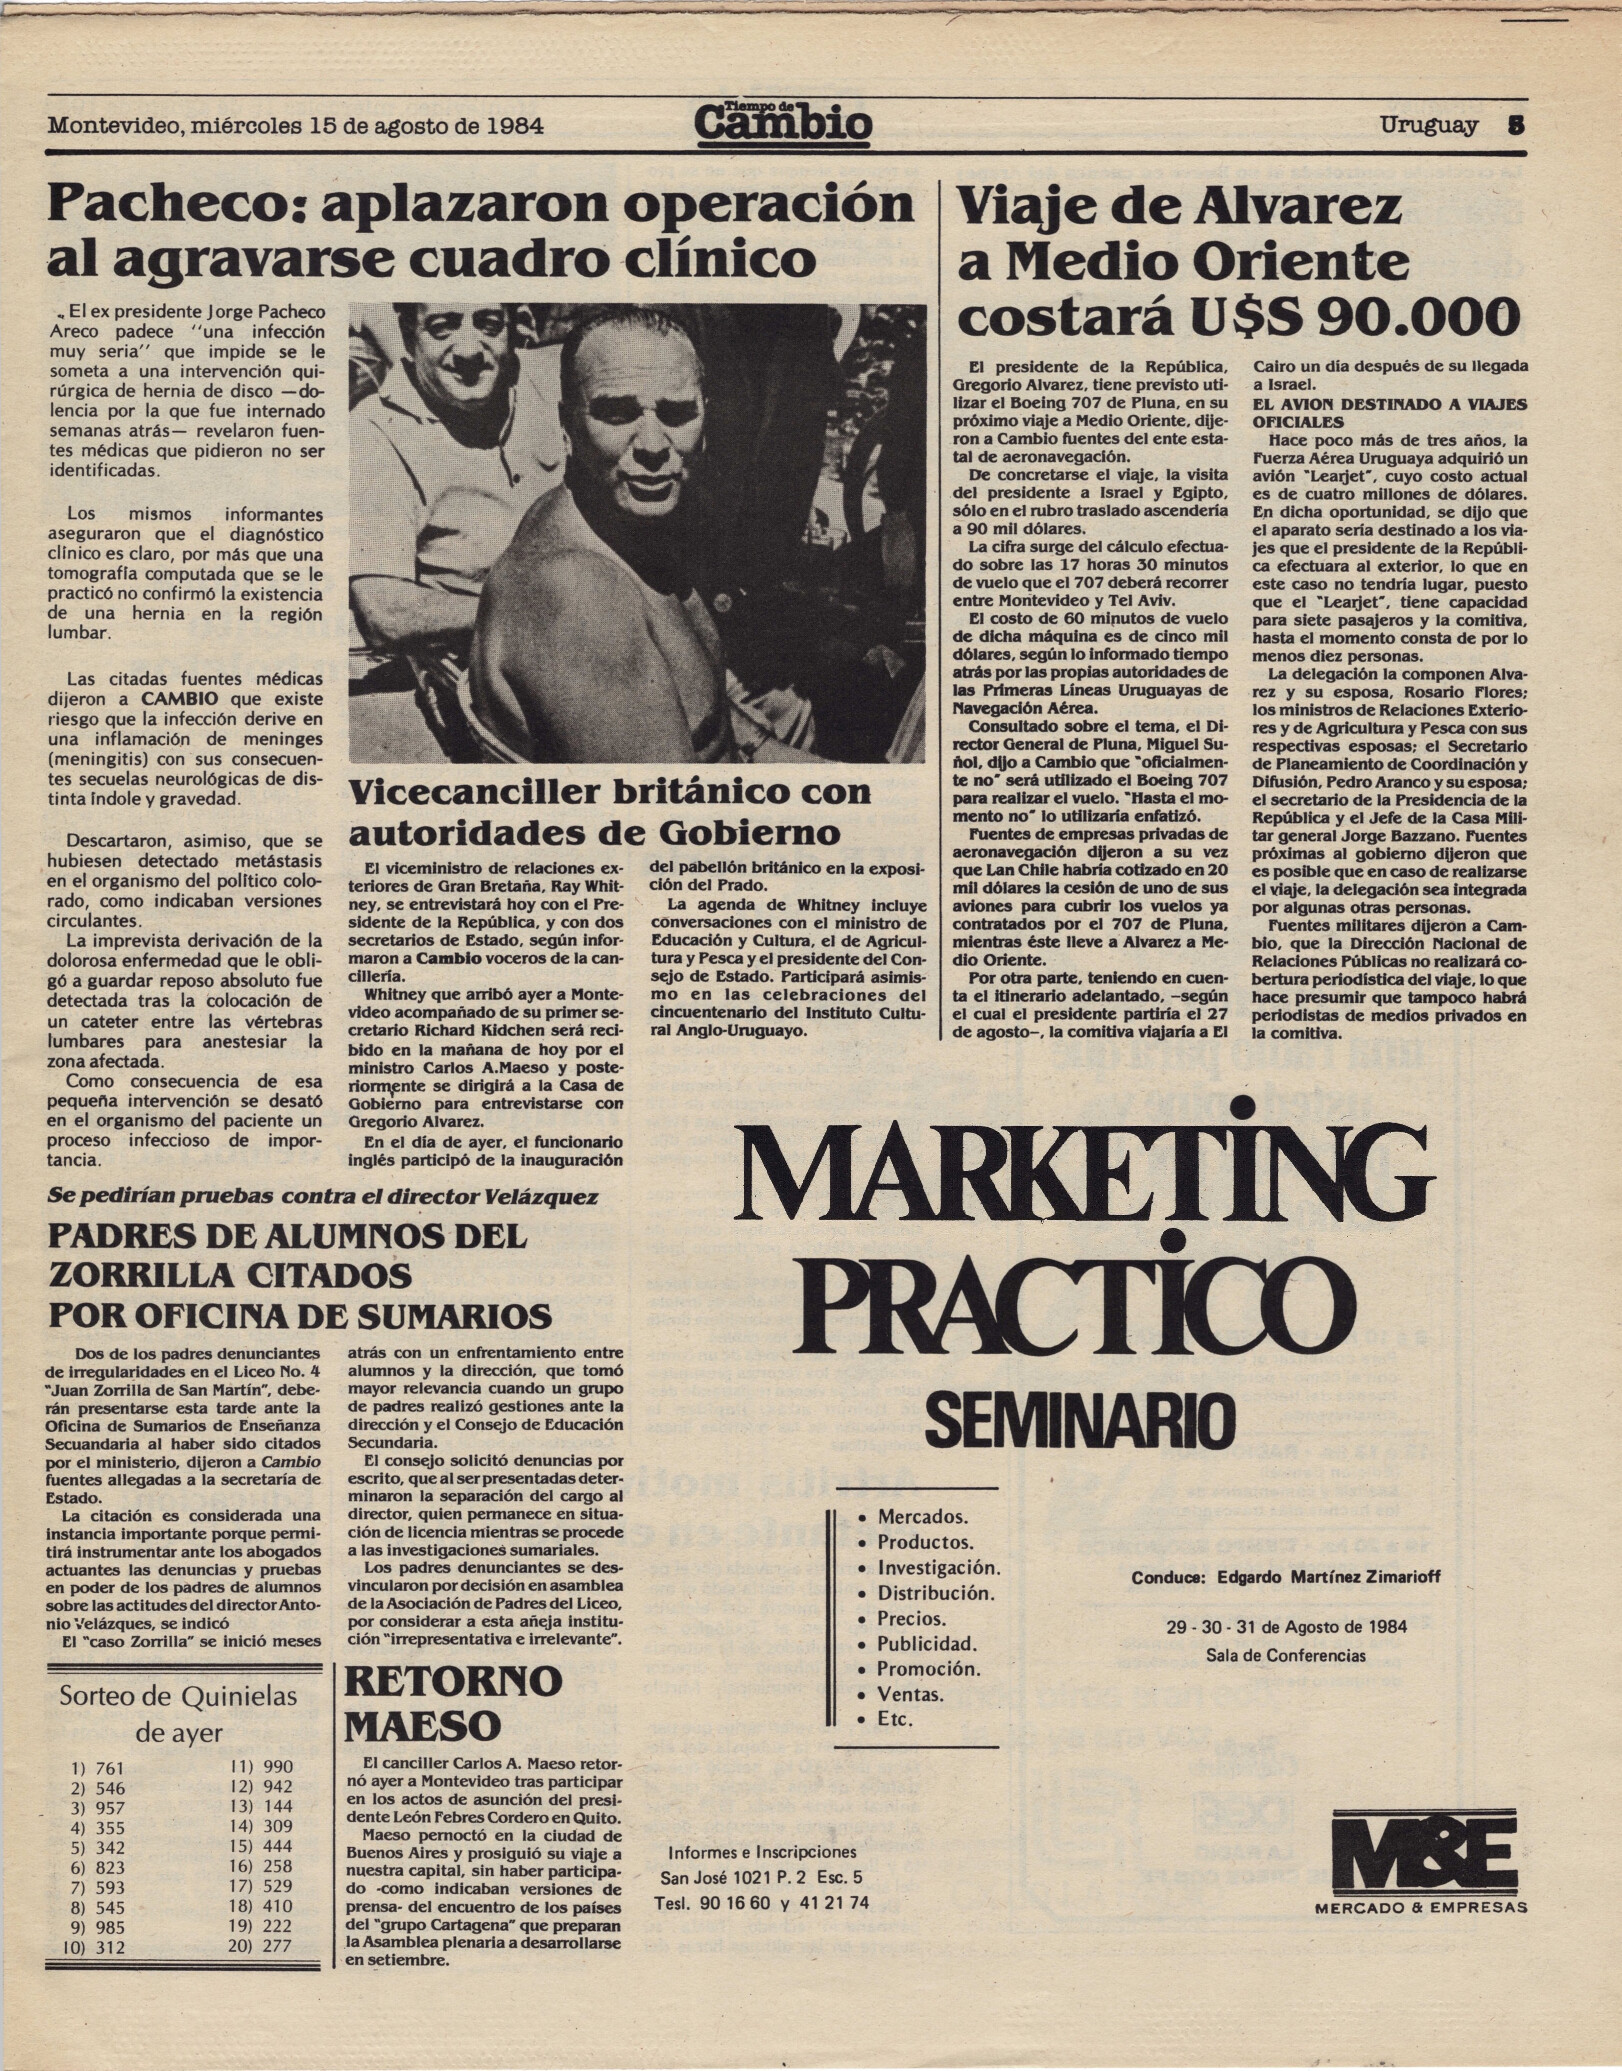 Montevideo, miércoles 15 de agosto de 1984
Tiempo de
Cambio
Uruguay
Pacheco: aplazaron operación
al agravarse cuadro clínico
El ex presidente Jorge Pacheco
Areco padece ‘‘una infección
muy seria’’ que impide se le
someta a una intervención qui-
rúrgica de hernia de disco —do-
lencia por la que fue internado
semanas atrás— revelaron fuen-
tes médicas que pidieron no ser
identificadas.
Los mismos informantes
aseguraron que el diagnóstico
clínico es claro, por más que una
tomografía computada que se le
practicó no confirmó la existencia
de una hernia en la región
lumbar.
Las citadas fuentes médicas
dijeron a CAMBIO que existe
riesgo que la infección derive en
una inflamación de meninges
(meningitis) con sus consecuen-
tes secuelas neurológicas de dis-
tinta índole y gravedad.
Descartaron, asimiso, que se
hubiesen detectado metástasis
en el organismo del político colo-
rado, como indicaban versiones
circulantes.
La imprevista derivación de la
dolorosa enfermedad que le obli-
gó a guardar reposo absoluto fue
detectada tras la colocación de
un cateter entre las vértebras
lumbares para anestesiar la
zona afectada.
Como consecuencia de esa
pequeña intervención se desató
en el organismo del paciente un
proceso infeccioso de impor-
tancia.
Vicecanciller británico con
autoridades de Gobierno
El viceministro de relaciones ex-
teriores de Gran Bretaña, Ray Whit-
ney, se entrevistará hoy con el Pre-
sidente de la República, y con dos
secretarios de Estado, según infor-
maron a Cambio voceros de la can-
cillería.
Whitney que arribó ayer a Monte-
video acompañado de su primer se-
cretario Richard Kidchen será reci-
bido en la mañana de hoy por el
ministro Carlos A.Maeso y poste-
riormente se dirigirá a la Casa de
Gobierno para entrevistarse con
Gregorio Alvarez.
En el día de ayer, el funcionario
inglés participó de la inauguración
del pabellón británico en la exposi-
ción del Prado.
La agenda de Whitney incluye
conversaciones con el ministro de
Educación y Cultura, el de Agricul-
tura y Pesca y el presidente del Con-
sejo de Estado. Participará asimis-
mo en las celebraciones del
cincuentenario del Instituto Cultu-
ral Anglo-Uruguayo.
Viaje de Alvarez
a Medio Oriente
costará U$S 90.000
El presidente de la República,
Gregorio Alvarez, tiene previsto uti-
lizar el Boeing 707 de Pluna, en su
próximo viaje a Medio Oriente, dije-
ron a Cambio fuentes del ente esta-
tal de aeronavegación.
De concretarse el viaje, la visita
del presidente a Israel y Egipto,
sólo en el rubro traslado ascendería
a 90 mil dólares.
La cifra surge del cálculo efectua-
do sobre las 17 horas 30 minutos
de vuelo que el 707 deberá recorrer
entre Montevideo y Tel Aviv.
El costo de 60 minutos de vuelo
de dicha máquina es de cinco mil
dólares, según lo informado tiempo
atrás por las propias autoridades de
las Primeras Líneas Uruguayas de
Navegación Aérea.
Consultado sobre el tema, el Di-
rector General de Pluna, Miguel Su-
ñol, dijo a Cambio que "oficialmen-
te no" será utilizado el Boeing 707
para realizar el vuelo. "Hasta el mo-
mento no" lo utilizaría enfatizó.
Fuentes de empresas privadas de
aeronavegación dijeron a su vez
que Lan Chile habría cotizado en 20
mil dólares la cesión de uno de sus
aviones para cubrir los vuelos ya
contratados por el 707 de Pluna,
mientras éste lleve a Alvarez a Me-
dio Oriente.
Por otra parte, teniendo en cuen-
ta el itinerario adelantado, —según
el cual el presidente partiría el 27
de agosto—, la comitiva viajaría a El
Cairo un día después de su llegada
a Israel.
EL AVION DESTINADO A VIAJES
OFICIALES
Hace poco más de tres años, la
Fuerza Aérea Uruguaya adquirió un
avión "Learjet", cuyo costo actual
es de cuatro millones de dólares.
En dicha oportunidad, se dijo que
el aparato sería destinado a los via-
jes que el presidente de la Repúbli-
ca efectuara al exterior, lo que en
este caso no tendría lugar, puesto
que el "Learjet", tiene capacidad
para siete pasajeros y la comitiva,
hasta el momento consta de por lo
menos diez personas.
La delegación la componen Alva-
rez y su esposa, Rosario Flores;
los ministros de Relaciones Exterio-
res y de Agricultura y Pesca con sus
respectivas esposas; el Secretario
de Planeamiento de Coordinación y
Difusión, Pedro Aranco y su esposa;
el secretario de la Presidencia de la
República y el Jefe de la Casa Mili-
tar general Jorge Bazzano. Fuentes
próximas al gobierno dijeron que
es posible que en caso de realizarse
el viaje, la delegación sea integrada
por algunas otras personas.
Fuentes militares dijeron a Cam-
bio, que la Dirección Nacional de
Relaciones Públicas no realizará co-
bertura periodística del viaje, lo que
hace presumir que tampoco habrá
periodistas de medios privados en
la comitiva.
Se pedirían pruebas contra el director Velázquez
PADRES DE ALUMNOS DEL
ZORRILLA CITADOS
POR OFICINA DE SUMARIOS
Dos de los padres denunciantes
de irregularidades en el Liceo No. 4
"Juan Zorrilla de San Martín", debe-
rán presentarse esta tarde ante la
Oficina de Sumarios de Enseñanza
Secuandaria al haber sido citados
por el ministerio, dijeron a Cambio
fuentes allegadas a la secretaría de
Estado.
La citación es considerada una
instancia importante porque permi-
tirá instrumentar ante los abogados
actuantes las denuncias y pruebas
en poder de los padres de alumnos
sobre las actitudes del director Anto-
nio Velázques, se indicó
El "caso Zorrilla" se inició meses
atrás con un enfrentamiento entre
alumnos y la dirección, que tomó
mayor relevancia cuando un grupo
de padres realizó gestiones ante la
dirección y el Consejo de Educación
Secundaria.
El consejo solicitó denuncias por
escrito, que al ser presentadas deter-
minaron la separación del cargo al
director, quien permanece en situa-
ción de licencia mientras se procede
a las investigaciones sumariales.
Los padres denunciantes se des-
vincularon por decisión en asamblea
de la Asociación de Padres del Liceo,
por considerar a esta añeja institu-
ción "irrepresentativa e irrelevante".
Sorteo de Quinielas
de ayer
1) 761
2) 546
3) 957
4) 355
5) 342
6) 823
7) 593
8) 545
9) 985
10) 312
11) 990
12) 942
13) 144
14) 309
15) 444
16) 258
17) 529
18) 410
19) 222
20) 277
RETORNO
MAESO
El canciller Carlos A. Maeso retor-
nó ayer a Montevideo tras participar
en los actos de asunción del presi-
dente León Febres Cordero en Quito.
Maeso pernoctó en la ciudad de
Buenos Aires y prosiguió su viaje a
nuestra capital, sin haber participa-
do -como indicaban versiones de
prensa- del encuentro de los países
del "grupo Cartagena" que preparan
la Asamblea plenaria a desarrollarse
en setiembre.
MARKETING
PRACTICO
SEMINARIO
• Mercados.
• Productos.
• Investigación.
• Distribución.
• Precios.
• Publicidad.
• Promoción.
• Ventas.
• Etc.
Conduce: Edgardo Martínez Zimarioff
29 - 30 - 31 de Agosto de 1984
Sala de Conferencias
Informes e Inscripciones
San José 1021 P. 2 Esc. 5
Tesl. 90 16 60 y 41 21 74
M&E
MERCADO & EMPRESAS